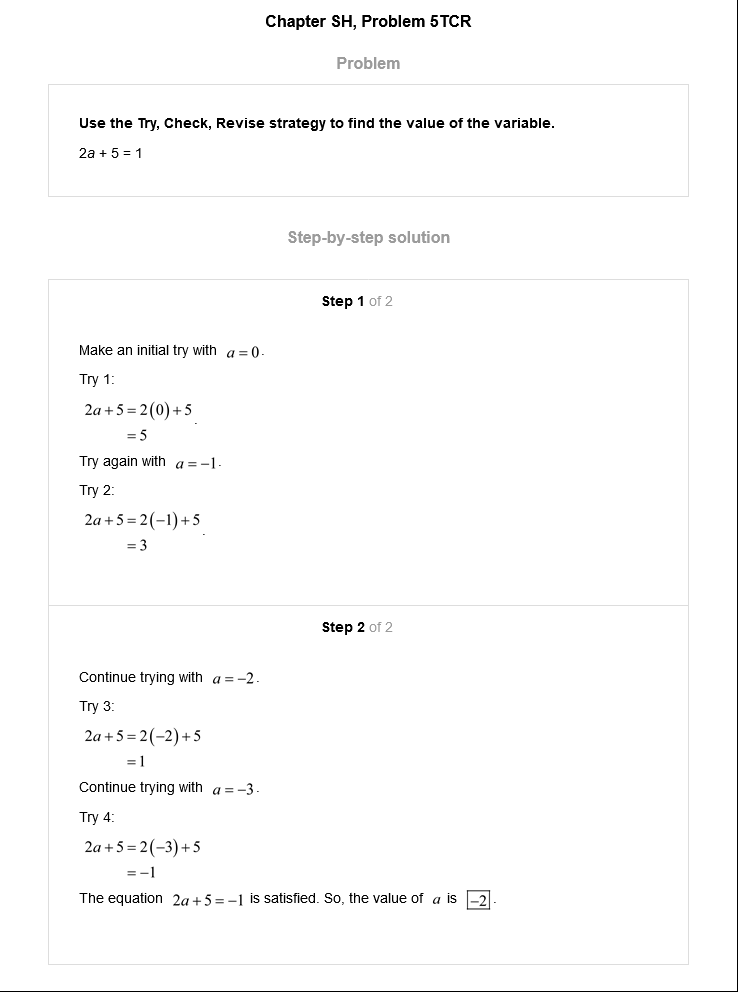 Chapter SH, Problem 5TCR
Problem
Use the Try, Check, Revise strategy to find the value of the variable.
2a + 5 = 1
Step-by-step solution
Step 1 of 2
Make an initial try with a = 0.
Try 1:
2a + 5 = 2(0) + 5
= 5
.
Try again with a = −1.
Try 2:
2a + 5 = 2(−1) + 5
= 3
.
Step 2 of 2
Continue trying with a = −2.
Try 3:
2a + 5 = 2(−2) + 5
= 1
Continue trying with a = −3.
Try 4:
2a + 5 = 2(−3) + 5
= −1
The equation 2a + 5 = −1 is satisfied. So, the value of a is −2.